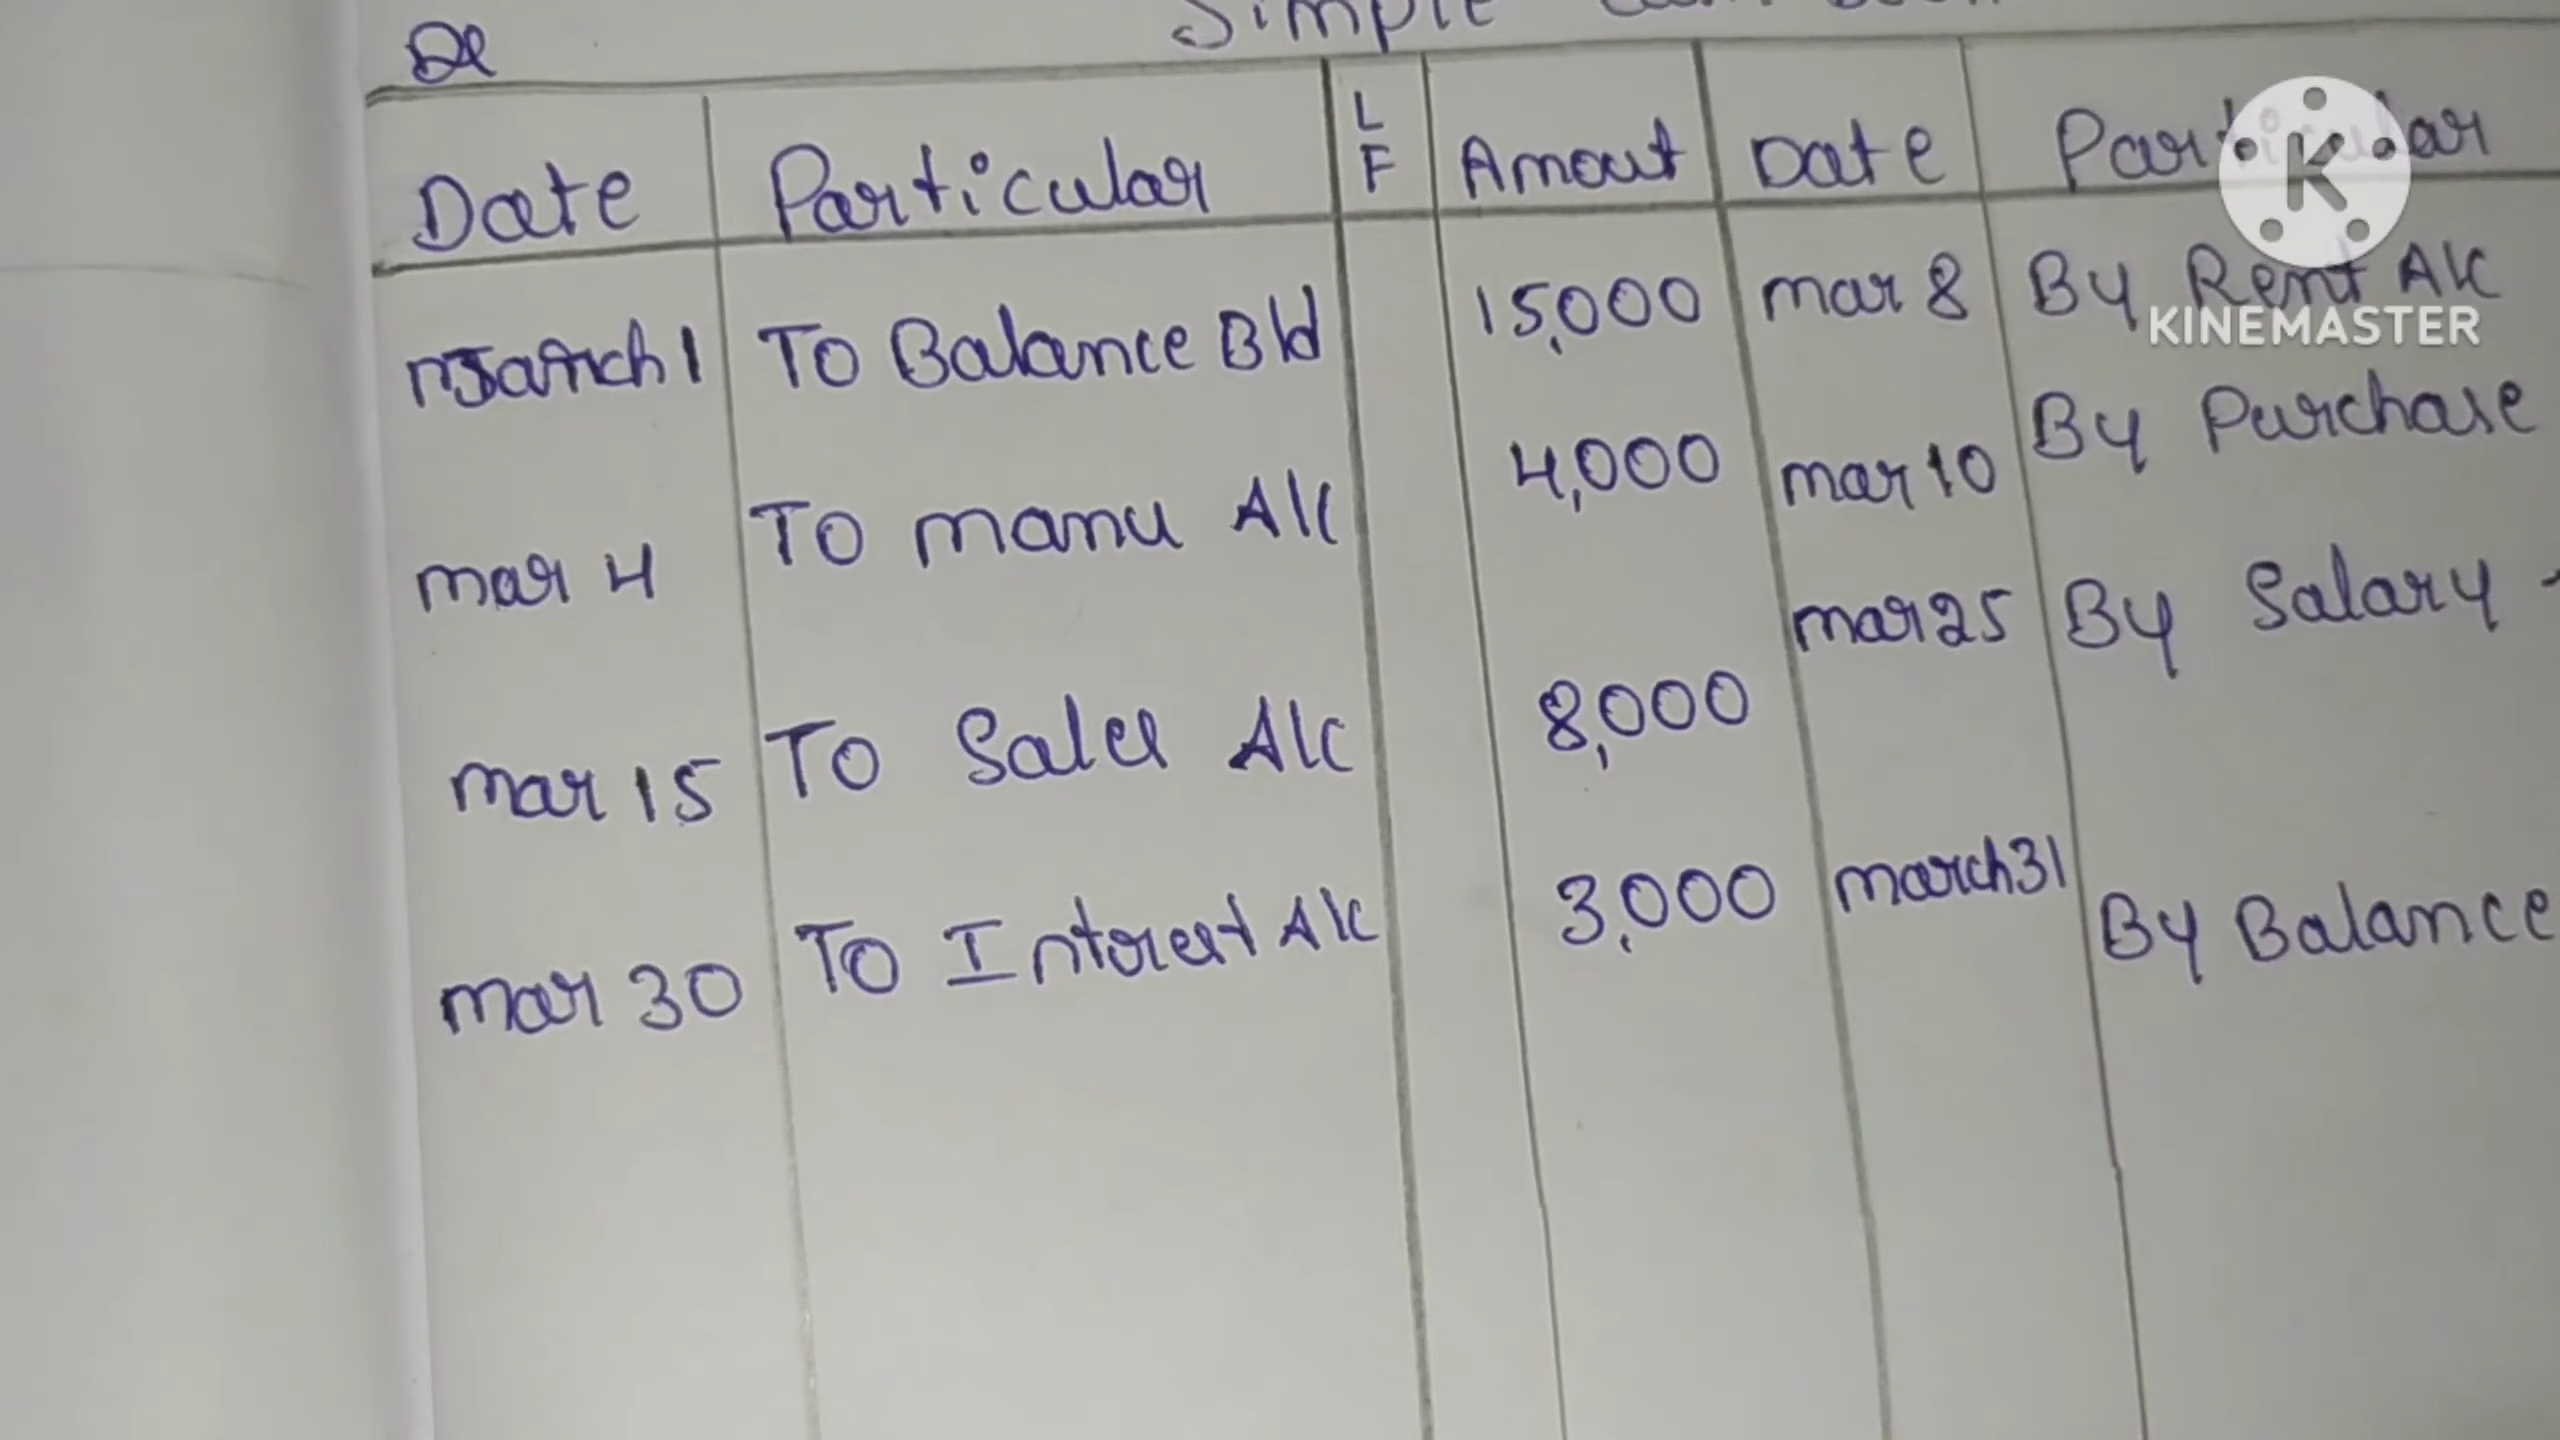 Simple
Dr
Date Particular L F Amout Date Particular
March 1 To Balance B/d 15,000 mar 8 By Rent A/c
KINEMASTER
mar 4 To manu A/c 4,000 mar 10 By Purchase
mar 25 By Salary
mar 15 To Sales A/c 8,000
mar 30 To Interest A/c 3,000 march 31 By Balance